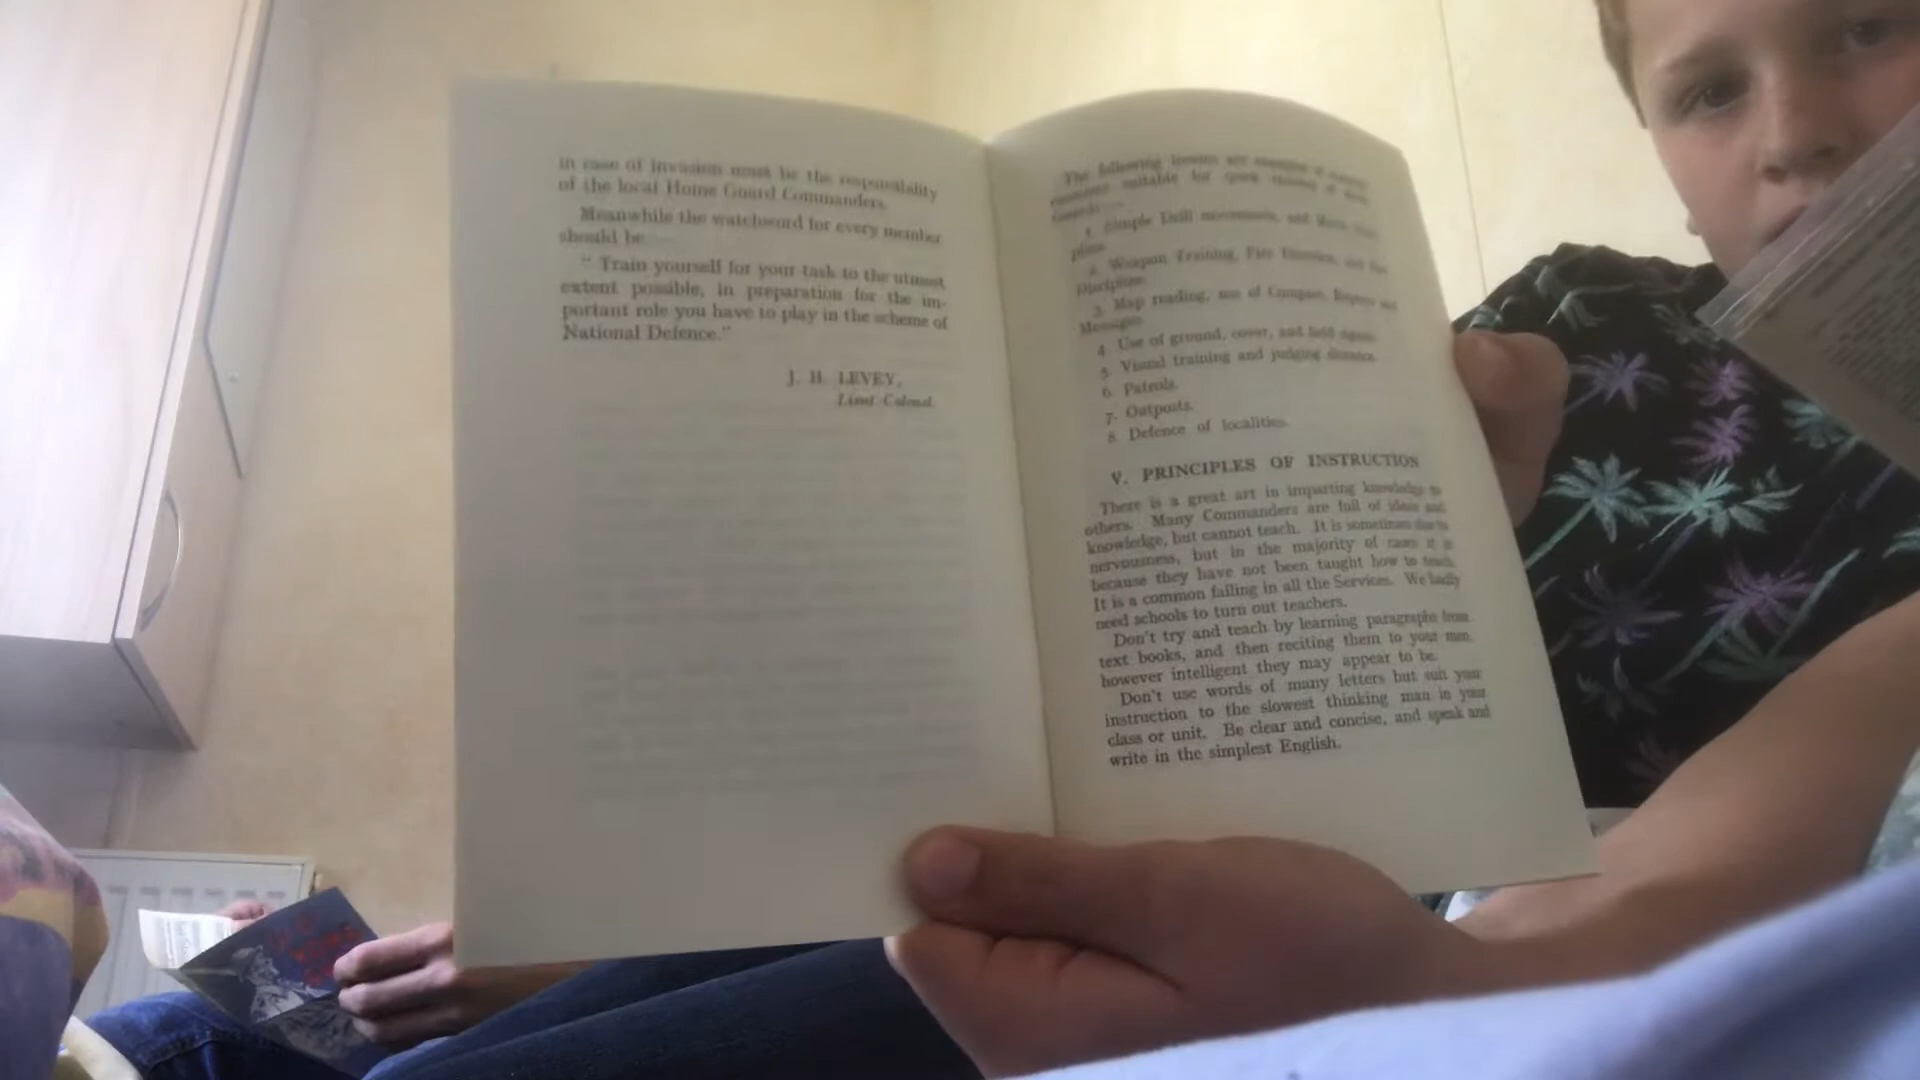 in case of invasion must be the responsibility
of the local Home Guard Commanders.
Meanwhile the watchword for every member
should be
" Train yourself for your task to the utmost
extent possible, in preparation for the im-
portant role you have to play in the scheme of
National Defence."
J. H. LEVEY,
Lieut. Colonel.
The following lessons are
suitable for
1. Simple Drill movements, and
2. Weapon Training, Fire and Fire
Discipline.
3. Map reading, use of Compass, Reports and
Messages.
4. Use of ground, cover, and field signals.
5. Visual training and judging distance.
6. Patrols.
7. Outposts.
8. Defence of localities.
V. PRINCIPLES OF INSTRUCTION
There is a great art in imparting knowledge to
others. Many Commanders are full of ideas and
knowledge, but cannot teach. It is sometimes due to
nervousness, but in the majority of cases it is
because they have not been taught how to teach.
It is a common failing in all the Services. We badly
need schools to turn out teachers.
Don't try and teach by learning paragraphs from
text books, and then reciting them to your men,
however intelligent they may appear to be.
Don't use words of many letters but suit your
instruction to the slowest thinking man in your
class or unit. Be clear and concise, and speak and
write in the simplest English.